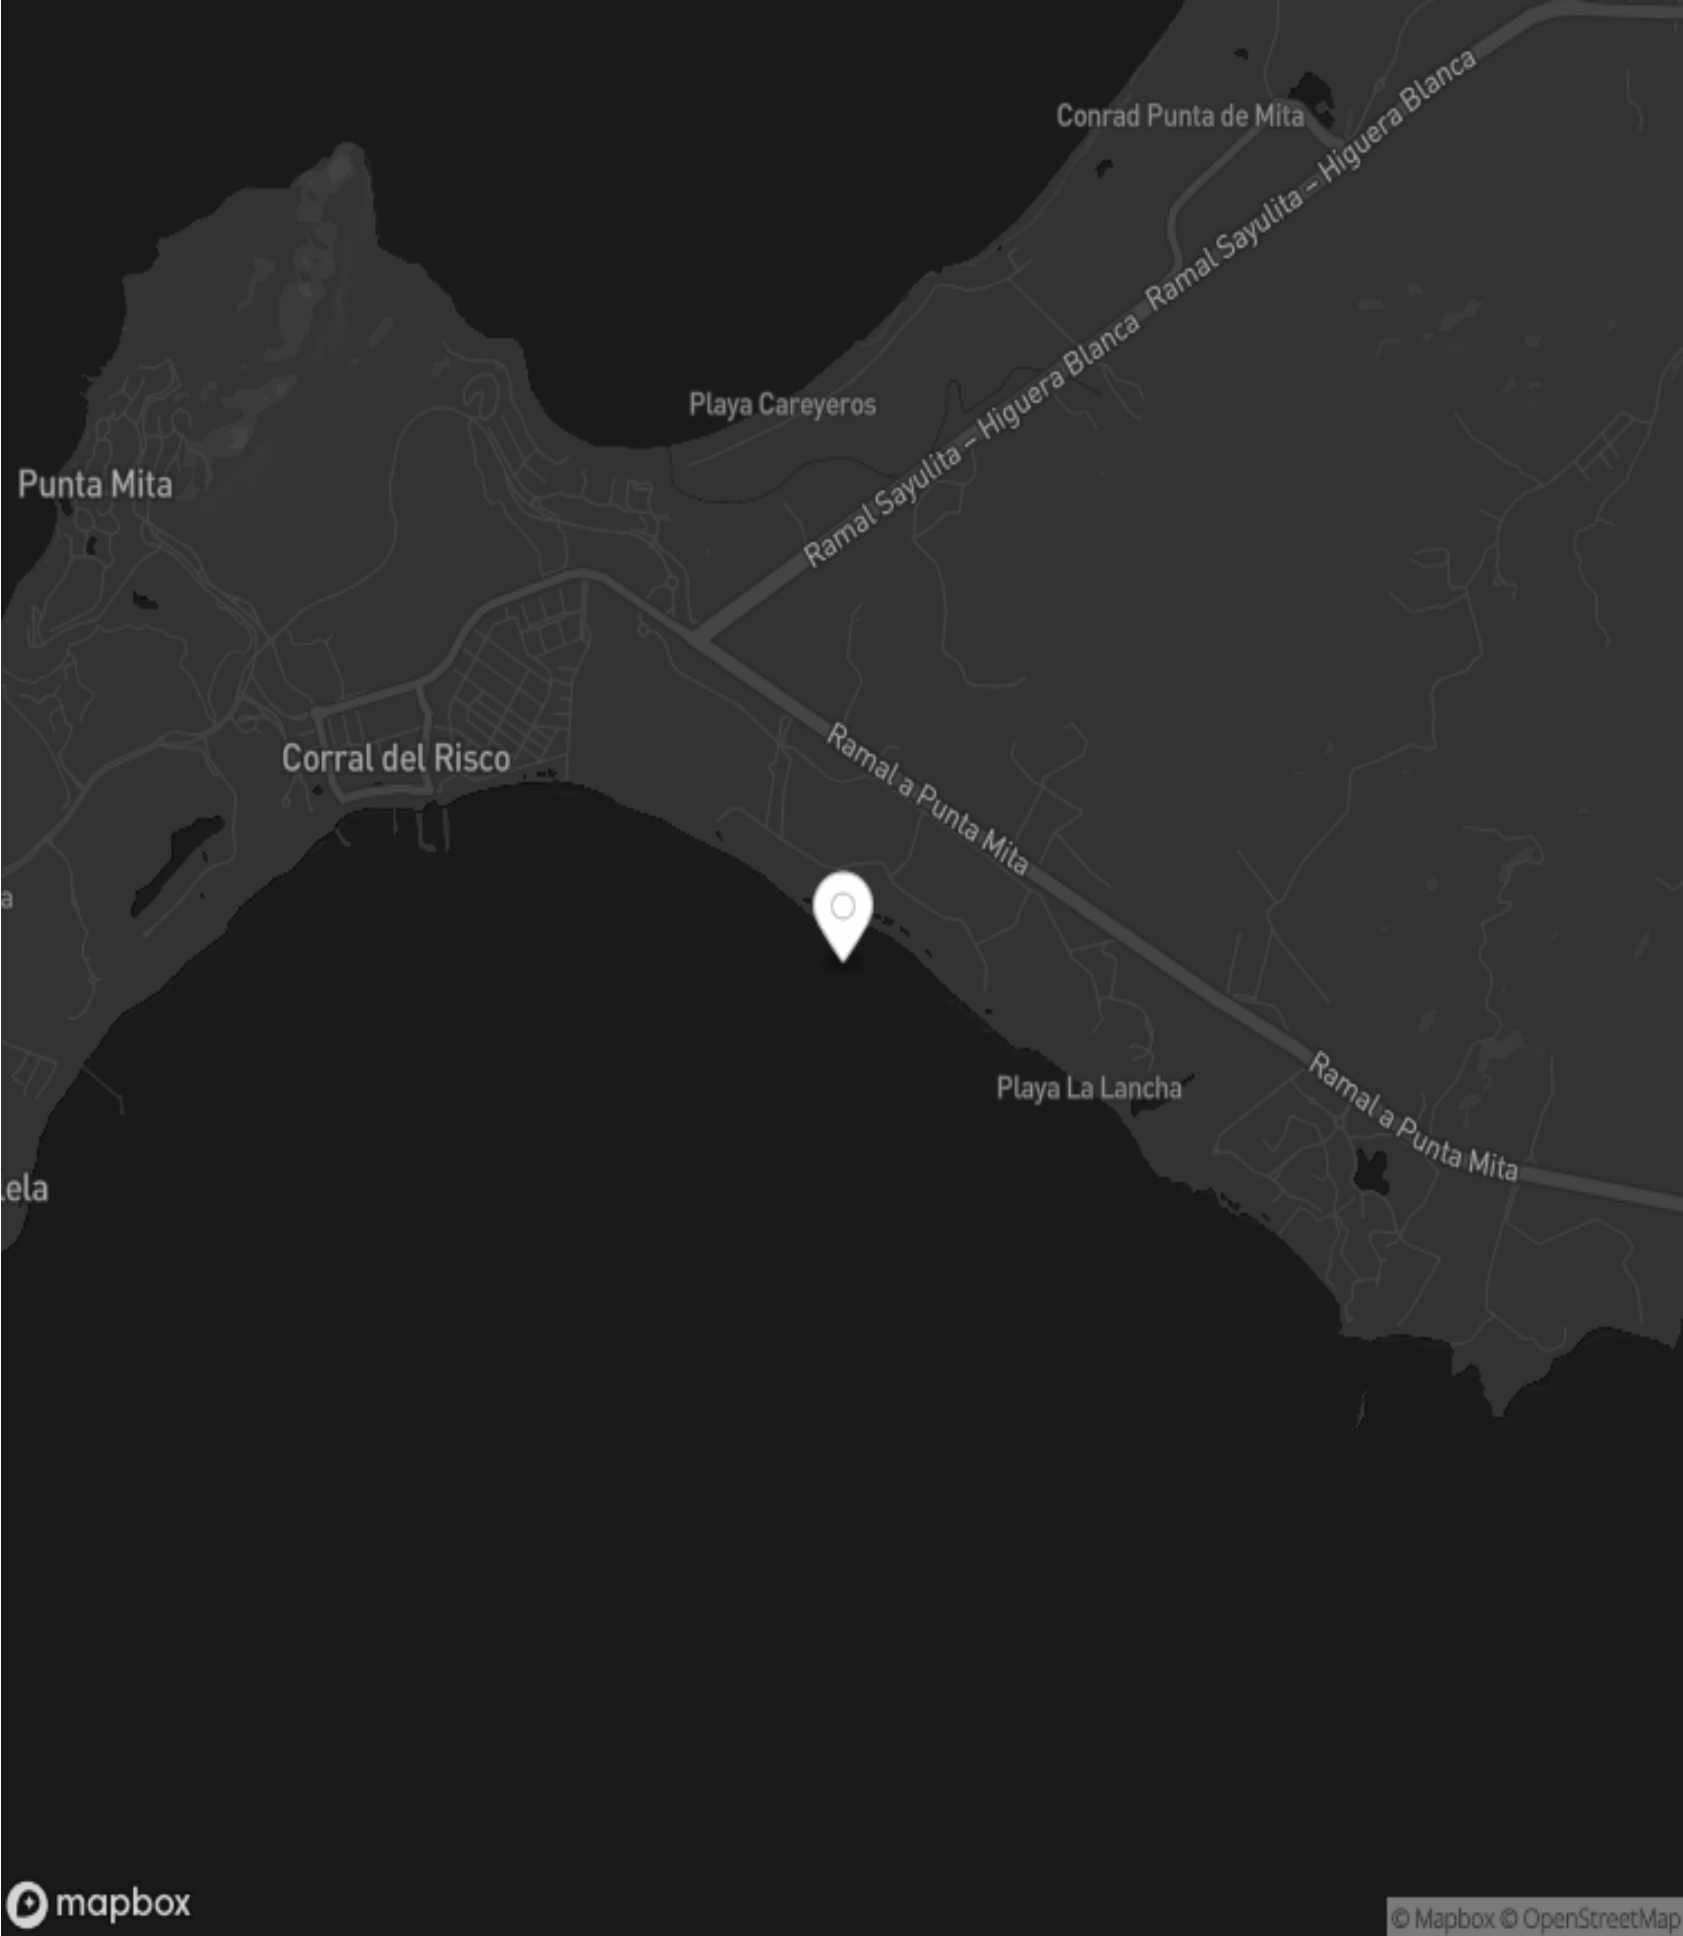 Conrad Punta de Mita
Ramal Sayulita – Higuera Blanca
Ramal Sayulita – Higuera Blanca
Playa Careyeros
Punta Mita
Corral del Risco
Ramal a Punta Mita
a
Playa La Lancha
Ramal a Punta Mita
lela
mapbox
© Mapbox © OpenStreetMap